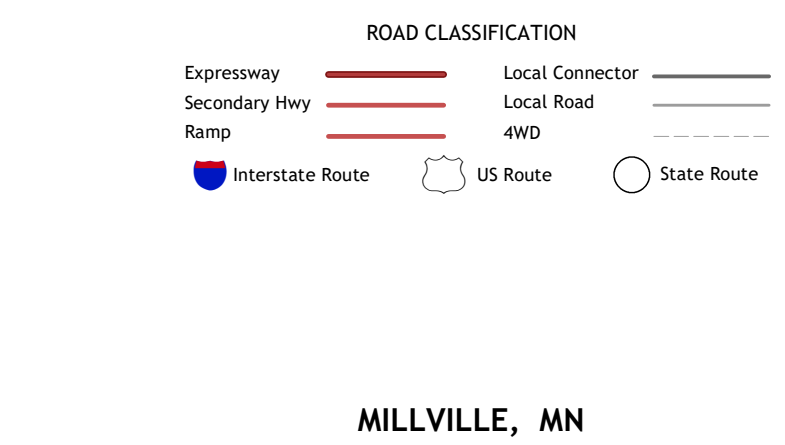 ROAD CLASSIFICATION
Expressway
Local Connector
Secondary Hwy
Local Road
Ramp
4WD
Interstate Route
US Route
State Route
MILLVILLE, MN